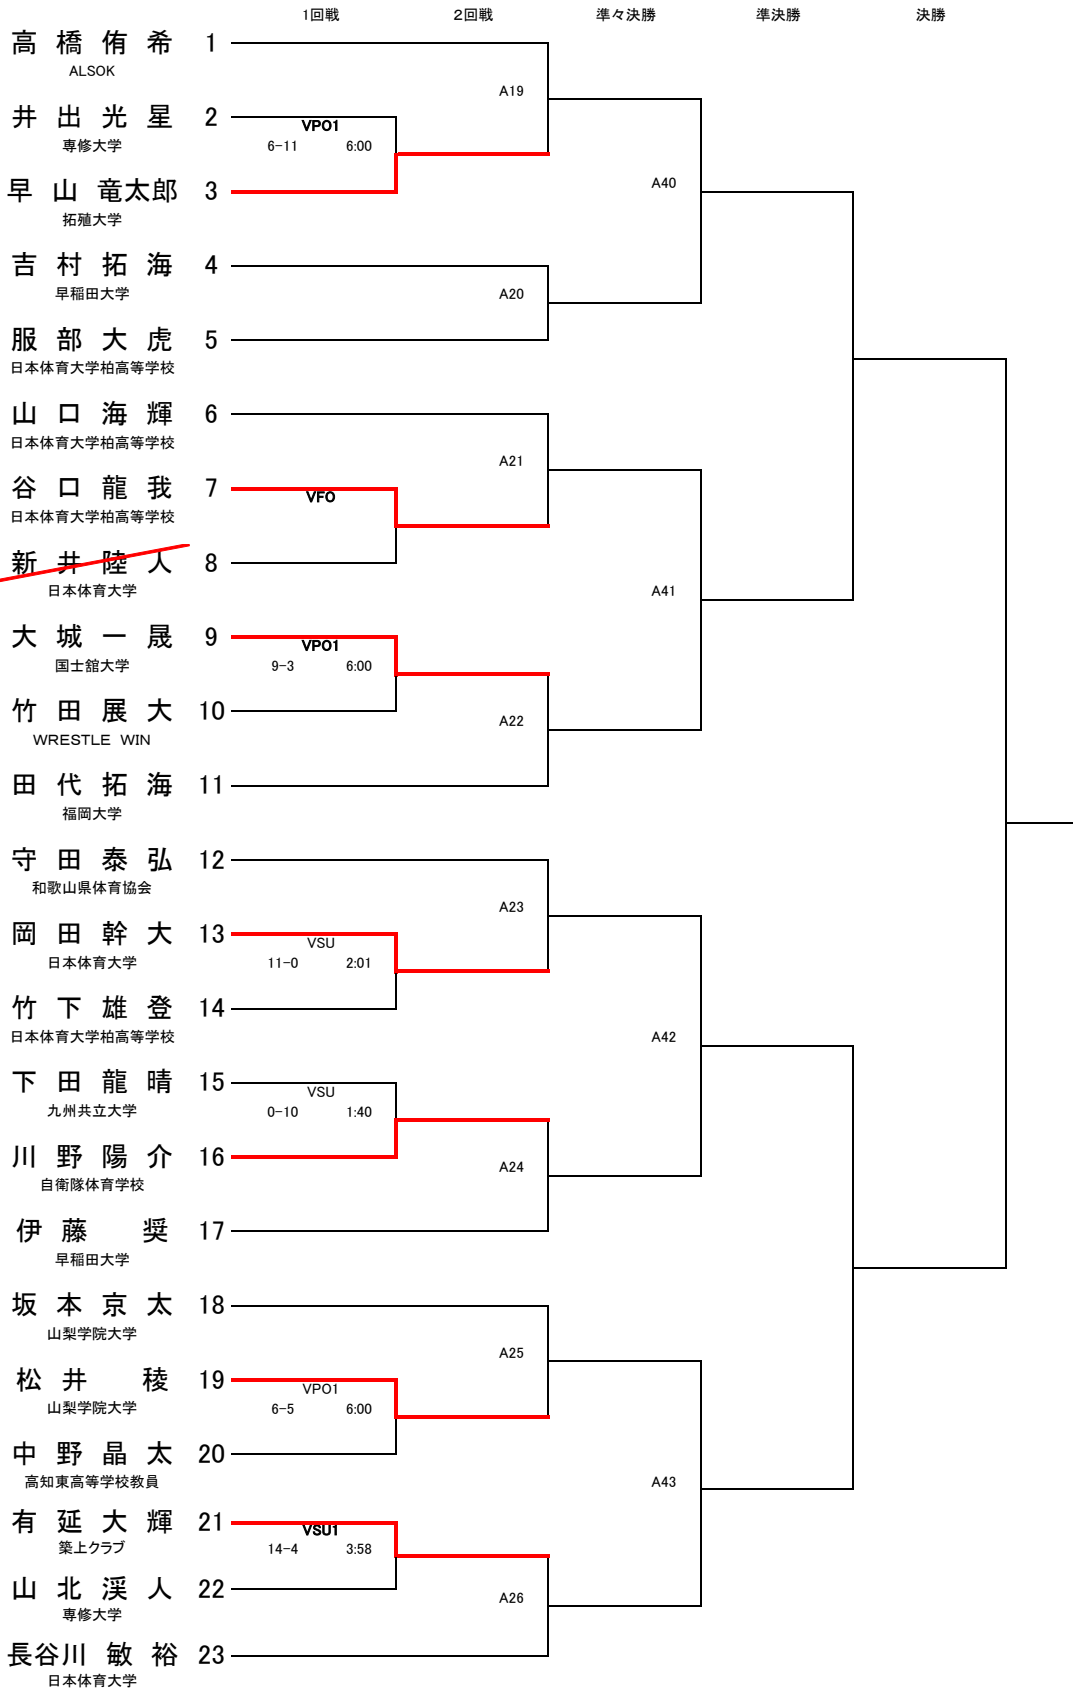 1回戦 2回戦 準々決勝 準決勝 決勝
高橋侑希 1
ALSOK
A19
井出光星 2
専修大学
VPO1
6-11 6:00
早山竜太郎 3
拓殖大学
A40
吉村拓海 4
早稲田大学
A20
服部大虎 5
日本体育大学柏高等学校
山口海輝 6
日本体育大学柏高等学校
A21
谷口龍我 7
日本体育大学柏高等学校
VFO
新井陸人 8
日本体育大学
A41
大城一晟 9
国士舘大学
VPO1
9-3 6:00
竹田展大 10
WRESTLE WIN
A22
田代拓海 11
福岡大学
守田泰弘 12
和歌山県体育協会
A23
岡田幹大 13
日本体育大学
VSU
11-0 2:01
竹下雄登 14
日本体育大学柏高等学校
A42
下田龍晴 15
九州共立大学
VSU
0-10 1:40
川野陽介 16
自衛隊体育学校
A24
伊藤奨 17
早稲田大学
坂本京太 18
山梨学院大学
A25
松井稜 19
山梨学院大学
VPO1
6-5 6:00
中野晶太 20
高知東高等学校教員
A43
有延大輝 21
築上クラブ
VSU1
14-4 3:58
山北渓人 22
専修大学
A26
長谷川敏裕 23
日本体育大学